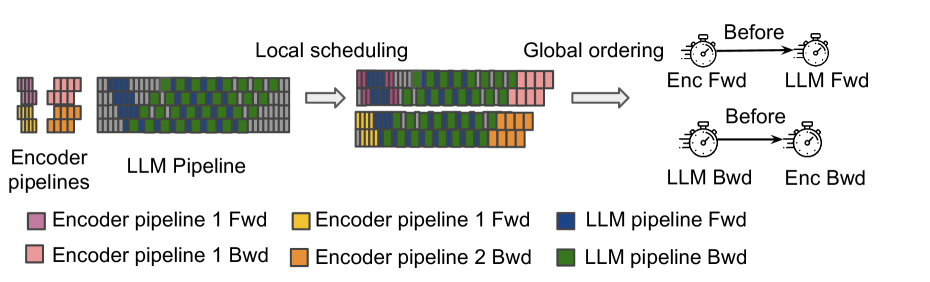 Local scheduling
Global ordering
Before
Enc Fwd
LLM Fwd
Before
LLM Bwd
Enc Bwd
Encoder
pipelines
LLM Pipeline
Encoder pipeline 1 Fwd
Encoder pipeline 1 Fwd
LLM pipeline Fwd
Encoder pipeline 1 Bwd
Encoder pipeline 2 Bwd
LLM pipeline Bwd